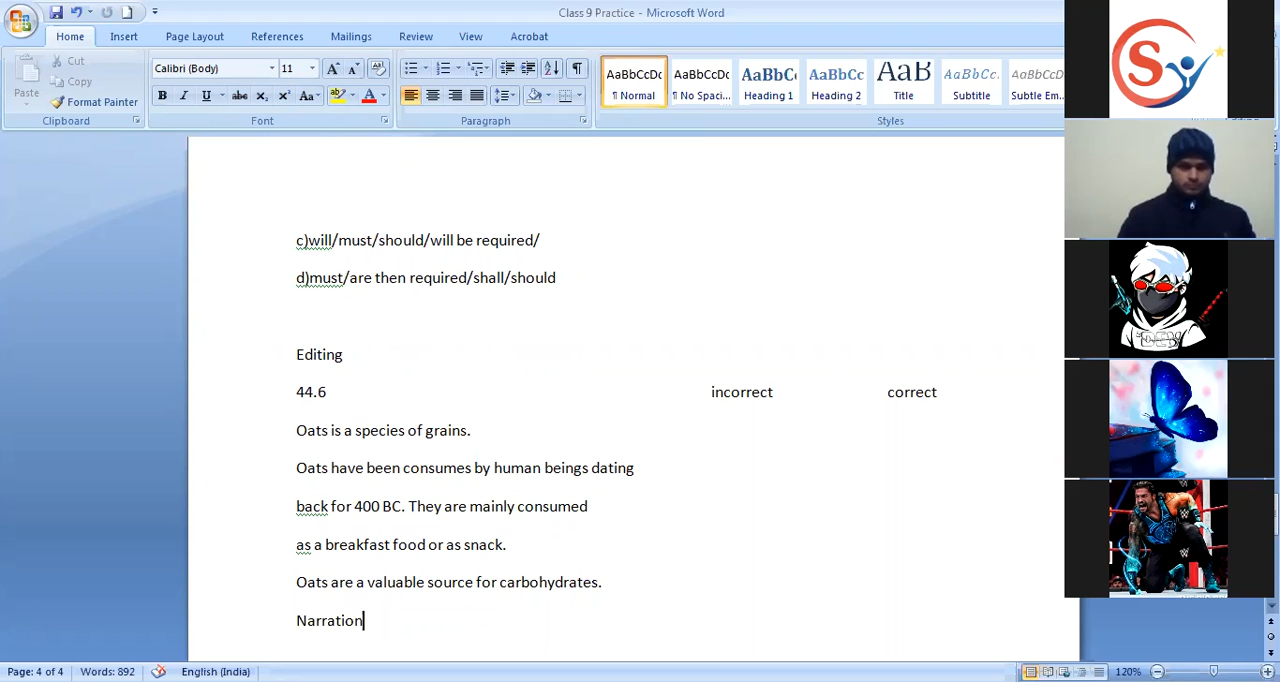 Class 9 Practice - Microsoft Word
Home Insert Page Layout References Mailings Review View Acrobat
Paste
Cut
Copy
Format Painter
Clipboard
Calibri (Body) 11
Font
Paragraph
AaBbCcDc AaBbCcDc AaBbC AaBbCc AaB AaBbCc. AaBbCcDc
¶ Normal ¶ No Spaci... Heading 1 Heading 2 Title Subtitle Subtle Em...
Styles
c)will/must/should/will be required/
d)must/are then required/shall/should
Editing
44.6 incorrect correct
Oats is a species of grains.
Oats have been consumes by human beings dating
back for 400 BC. They are mainly consumed
as a breakfast food or as snack.
Oats are a valuable source for carbohydrates.
Narration
Page: 4 of 4 Words: 892 English (India) 120%
S